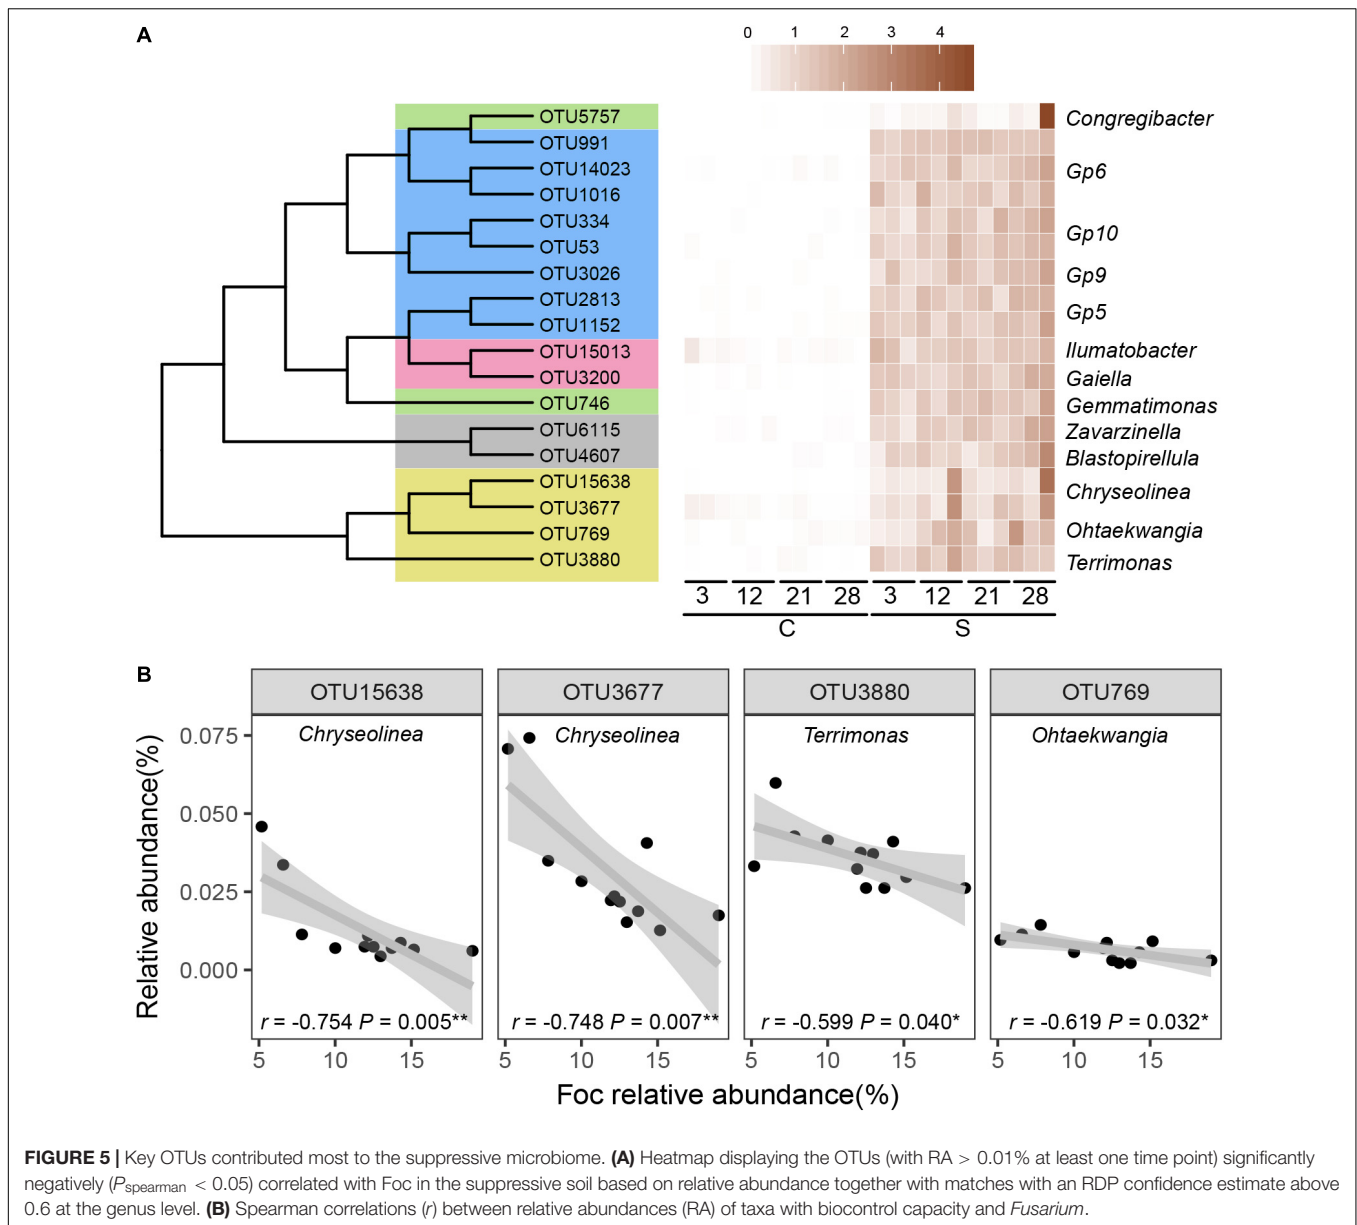 A
0 1 2 3 4
OTU5757
OTU991
OTU14023
OTU1016
OTU334
OTU53
OTU3026
OTU2813
OTU1152
OTU15013
OTU3200
OTU746
OTU6115
OTU4607
OTU15638
OTU3677
OTU769
OTU3880
Congregibacter
Gp6
Gp10
Gp9
Gp5
Ilumatobacter
Gaiella
Gemmatimonas
Zavarzinella
Blastopirellula
Chryseolinea
Ohtaekwangia
Terrimonas
3 12 21 28 3 12 21 28
C S
B
OTU15638 OTU3677 OTU3880 OTU769
Chryseolinea Chryseolinea Terrimonas Ohtaekwangia
Relative abundance(%)
0.075
0.050
0.025
0.000
r = -0.754 P = 0.005** r = -0.748 P = 0.007** r = -0.599 P = 0.040* r = -0.619 P = 0.032*
5 10 15 5 10 15 5 10 15 5 10 15
Foc relative abundance(%)
FIGURE 5 | Key OTUs contributed most to the suppressive microbiome. (A) Heatmap displaying the OTUs (with RA > 0.01% at least one time point) significantly
negatively (Pspearman < 0.05) correlated with Foc in the suppressive soil based on relative abundance together with matches with an RDP confidence estimate above
0.6 at the genus level. (B) Spearman correlations (r) between relative abundances (RA) of taxa with biocontrol capacity and Fusarium.